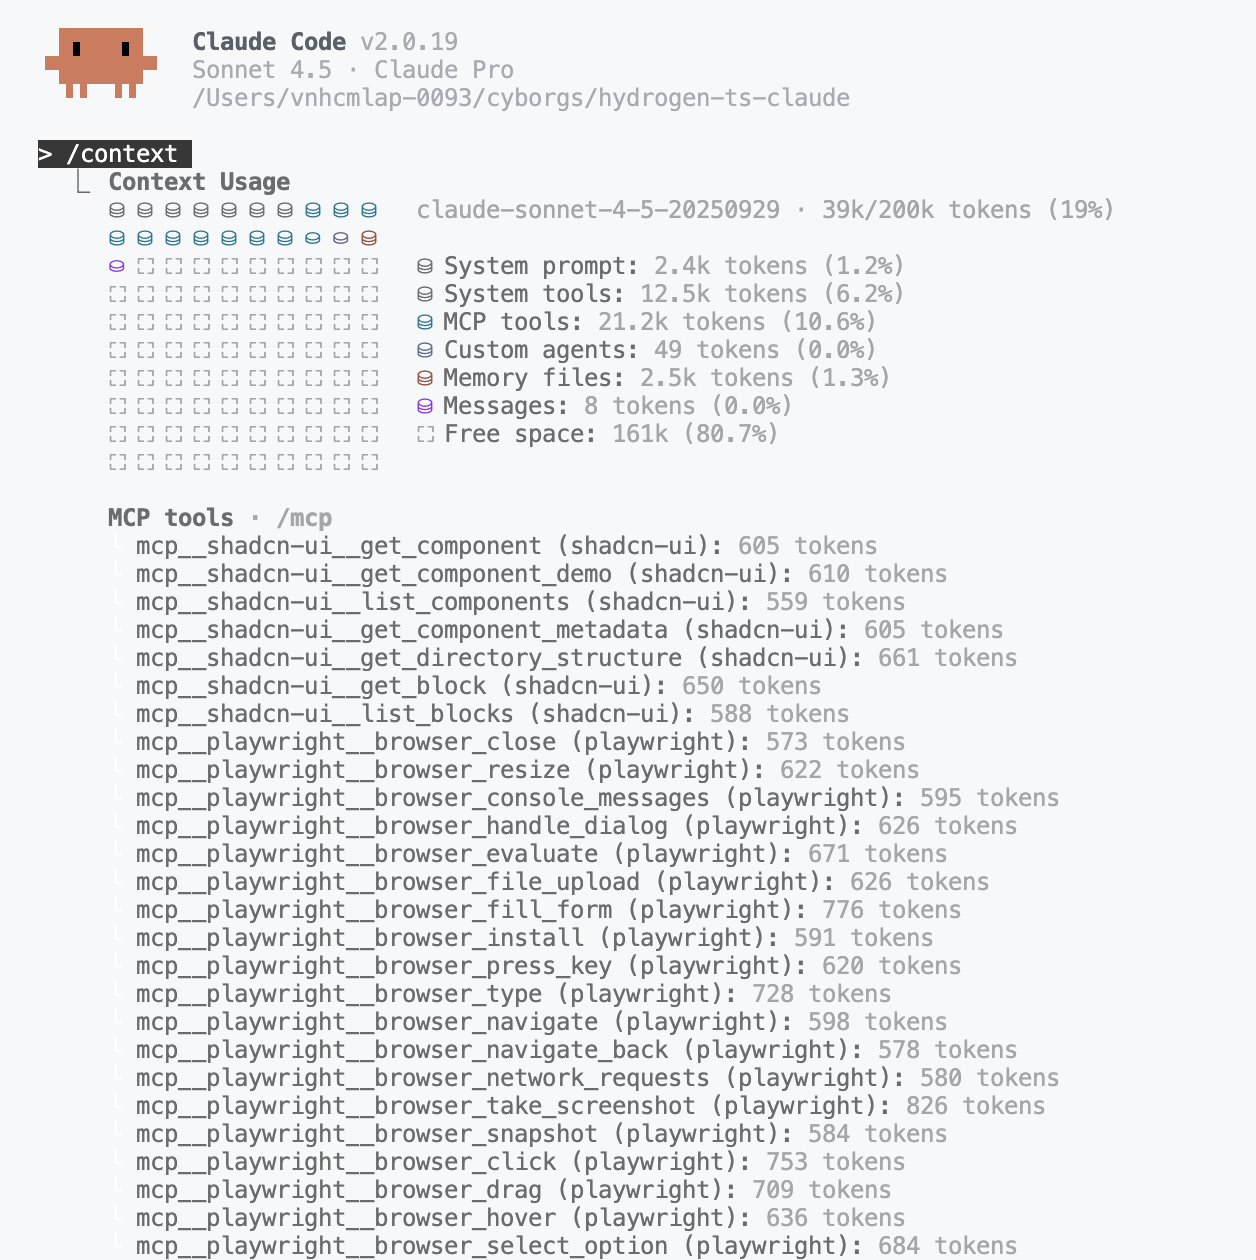 Claude Code v2.0.19
Sonnet 4.5 · Claude Pro
/Users/vnhcmlap-0093/cyborgs/hydrogen-ts-claude
> /context
Context Usage
claude-sonnet-4-5-20250929 · 39k/200k tokens (19%)
System prompt: 2.4k tokens (1.2%)
System tools: 12.5k tokens (6.2%)
MCP tools: 21.2k tokens (10.6%)
Custom agents: 49 tokens (0.0%)
Memory files: 2.5k tokens (1.3%)
Messages: 8 tokens (0.0%)
Free space: 161k (80.7%)
MCP tools · /mcp
mcp__shadcn-ui__get_component (shadcn-ui): 605 tokens
mcp__shadcn-ui__get_component_demo (shadcn-ui): 610 tokens
mcp__shadcn-ui__list_components (shadcn-ui): 559 tokens
mcp__shadcn-ui__get_component_metadata (shadcn-ui): 605 tokens
mcp__shadcn-ui__get_directory_structure (shadcn-ui): 661 tokens
mcp__shadcn-ui__get_block (shadcn-ui): 650 tokens
mcp__shadcn-ui__list_blocks (shadcn-ui): 588 tokens
mcp__playwright__browser_close (playwright): 573 tokens
mcp__playwright__browser_resize (playwright): 622 tokens
mcp__playwright__browser_console_messages (playwright): 595 tokens
mcp__playwright__browser_handle_dialog (playwright): 626 tokens
mcp__playwright__browser_evaluate (playwright): 671 tokens
mcp__playwright__browser_file_upload (playwright): 626 tokens
mcp__playwright__browser_fill_form (playwright): 776 tokens
mcp__playwright__browser_install (playwright): 591 tokens
mcp__playwright__browser_press_key (playwright): 620 tokens
mcp__playwright__browser_type (playwright): 728 tokens
mcp__playwright__browser_navigate (playwright): 598 tokens
mcp__playwright__browser_navigate_back (playwright): 578 tokens
mcp__playwright__browser_network_requests (playwright): 580 tokens
mcp__playwright__browser_take_screenshot (playwright): 826 tokens
mcp__playwright__browser_snapshot (playwright): 584 tokens
mcp__playwright__browser_click (playwright): 753 tokens
mcp__playwright__browser_drag (playwright): 709 tokens
mcp__playwright__browser_hover (playwright): 636 tokens
mcp__playwright__browser_select_option (playwright): 684 tokens